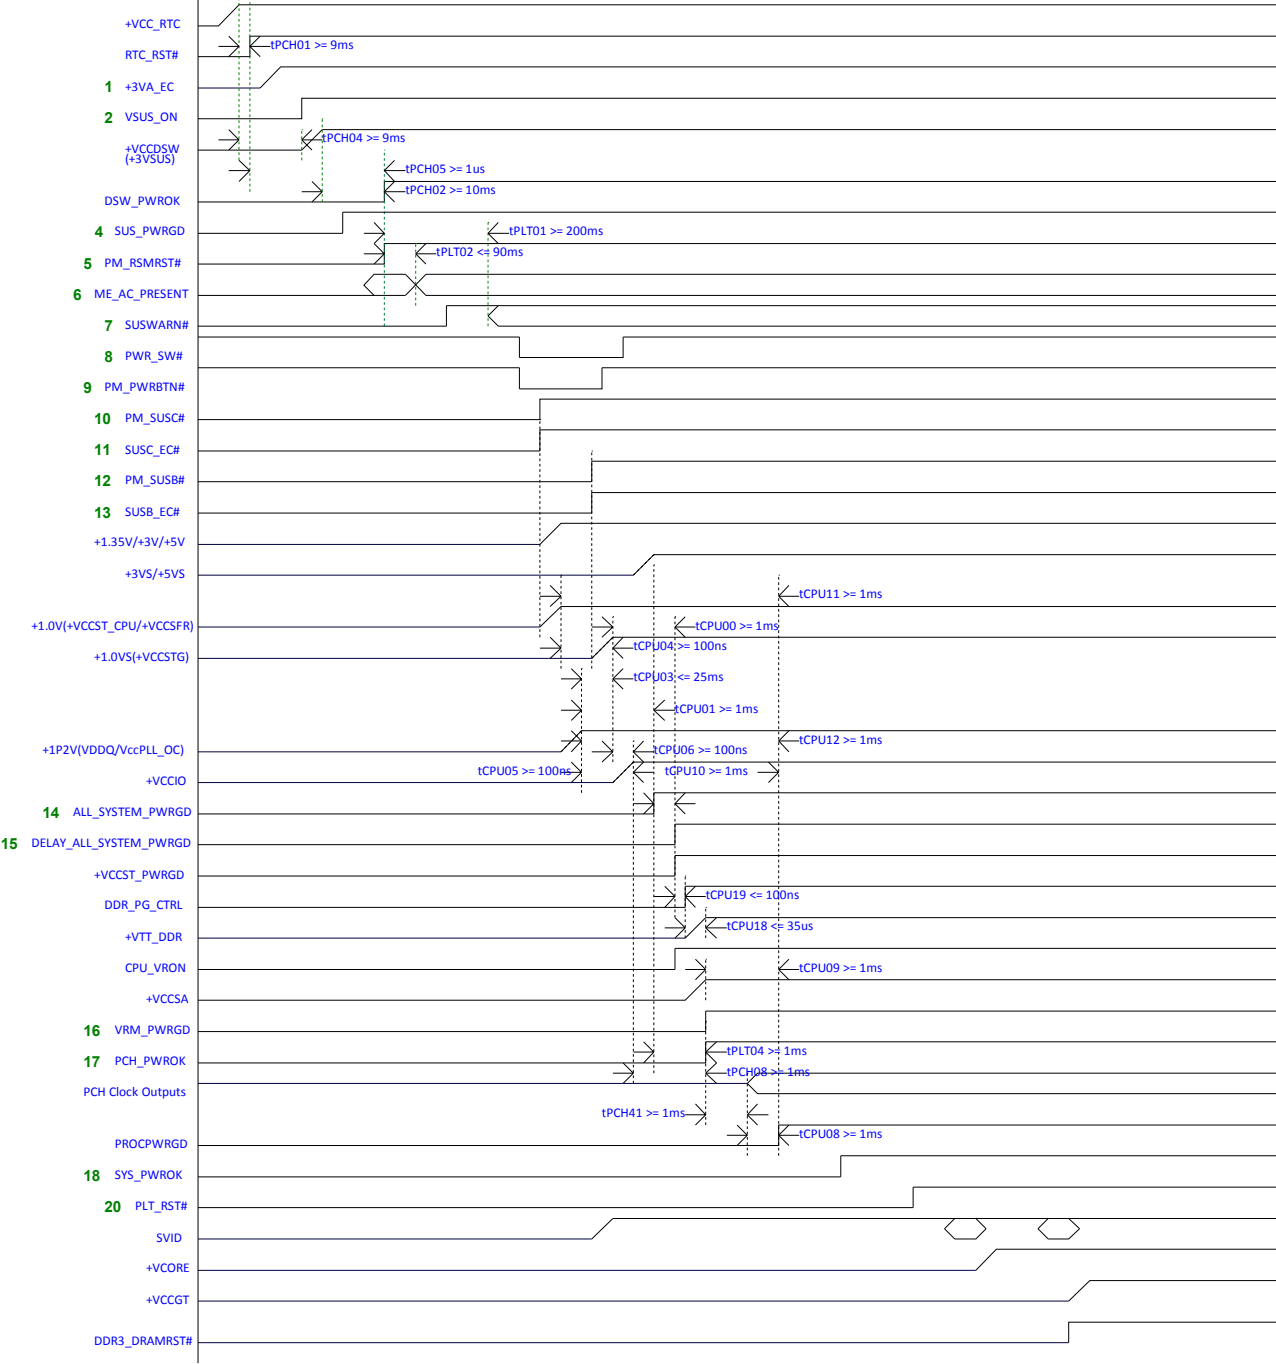 +VCC_RTC
tPCH01 >= 9ms
RTC_RST#
1 +3VA_EC
2 VSUS_ON
tPCH04 >= 9ms
+VCCDSW
(+3VSUS)
tPCH05 >= 1us
tPCH02 >= 10ms
DSW_PWROK
4 SUS_PWRGD
tPLT01 >= 200ms
tPLT02 <= 90ms
5 PM_RSMRST#
6 ME_AC_PRESENT
7 SUSWARN#
8 PWR_SW#
9 PM_PWRBTN#
10 PM_SUSC#
11 SUSC_EC#
12 PM_SUSB#
13 SUSB_EC#
+1.35V/+3V/+5V
+3VS/+5VS
tCPU11 >= 1ms
+1.0V(+VCCST_CPU/+VCCSFR)
tCPU00 >= 1ms
tCPU04 >= 100ns
+1.0VS(+VCCSTG)
tCPU03 <= 25ms
tCPU01 >= 1ms
tCPU12 >= 1ms
+1P2V(VDDQ/VccPLL_OC)
tCPU06 >= 100ns
tCPU05 >= 100ns
tCPU10 >= 1ms
+VCCIO
14 ALL_SYSTEM_PWRGD
15 DELAY_ALL_SYSTEM_PWRGD
+VCCST_PWRGD
tCPU19 <= 100ns
DDR_PG_CTRL
tCPU18 <= 35us
+VTT_DDR
CPU_VRON
tCPU09 >= 1ms
+VCCSA
16 VRM_PWRGD
tPLT04 >= 1ms
17 PCH_PWROK
tPCH08 >= 1ms
PCH Clock Outputs
tPCH41 >= 1ms
tCPU08 >= 1ms
PROCPWRGD
18 SYS_PWROK
20 PLT_RST#
SVID
+VCORE
+VCCGT
DDR3_DRAMRST#